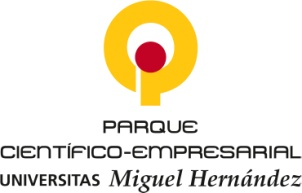 PARQUE
CIENTÍFICO-EMPRESARIAL
UNIVERSITAS Miguel Hernández